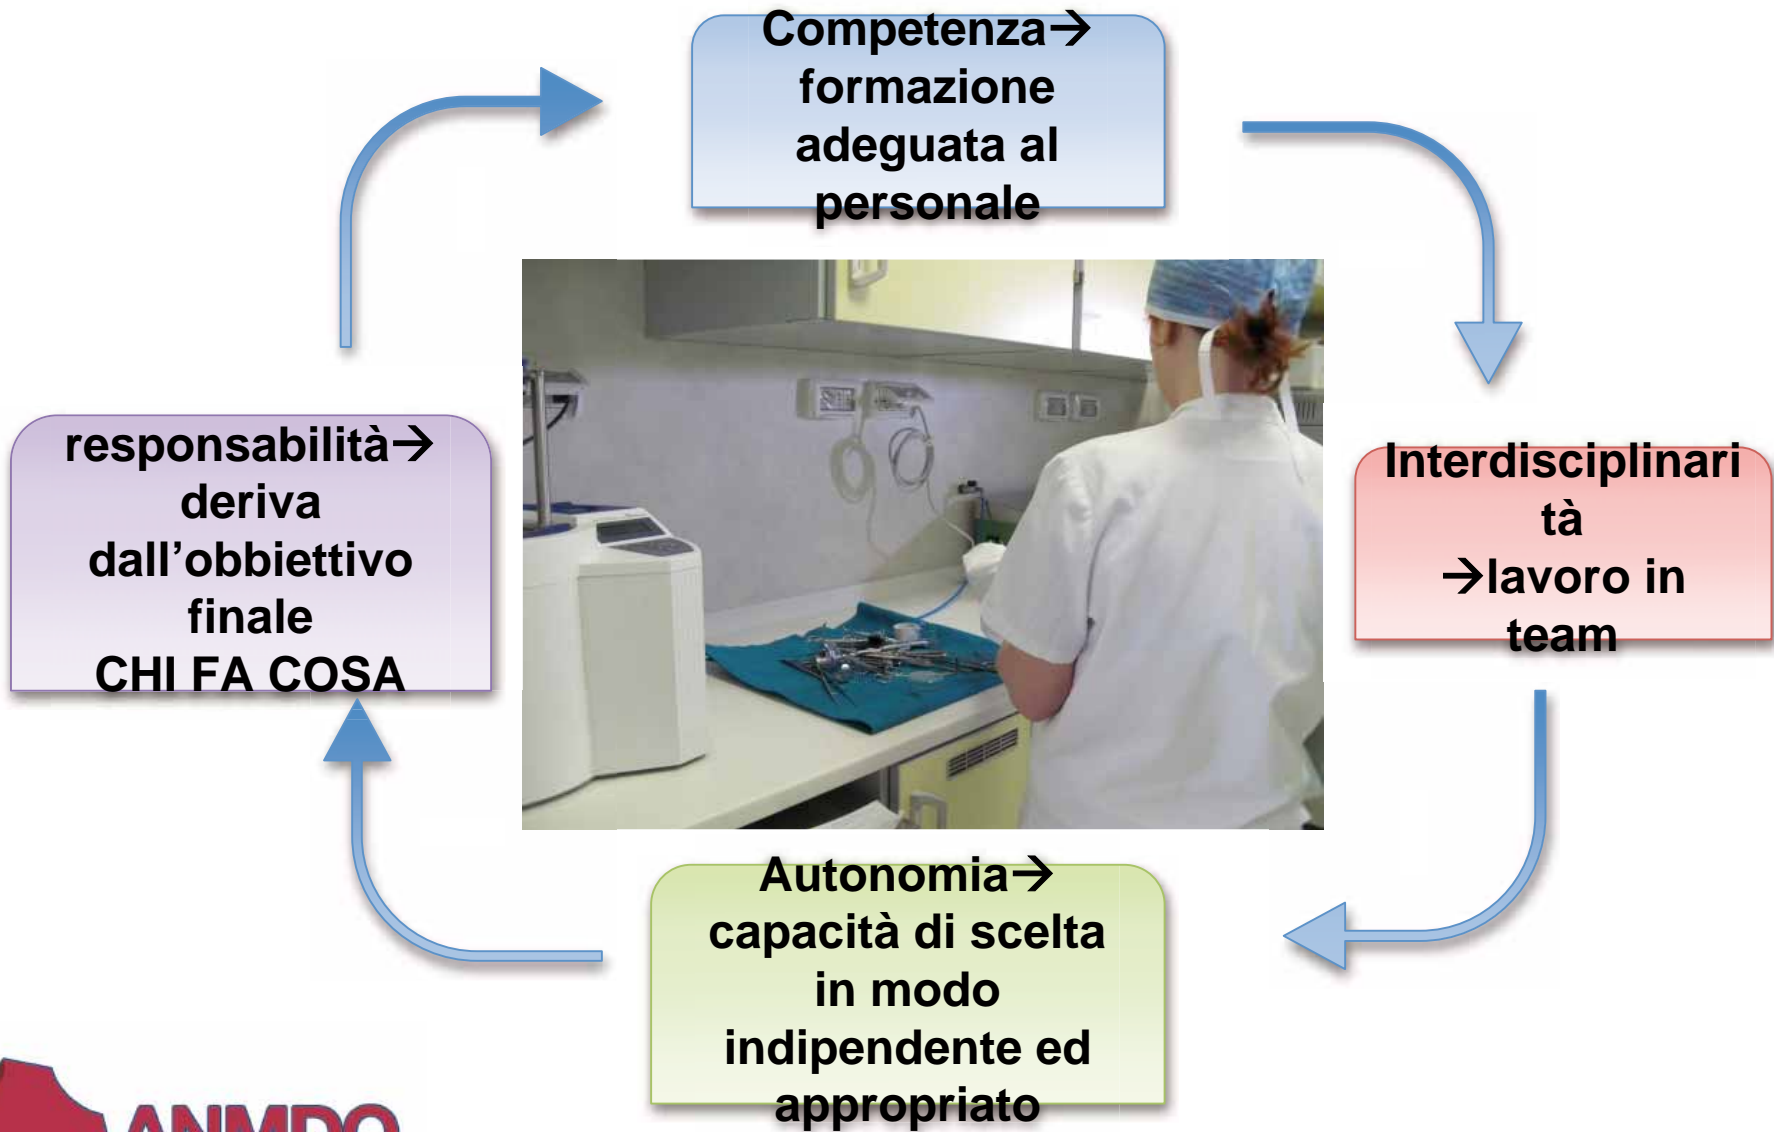 Competenza→
formazione
adeguata al
personale
responsabilità→
deriva
dall’obbiettivo
finale
CHI FA COSA
Interdisciplinari
tà
→lavoro in
team
Autonomia→
capacità di scelta
in modo
indipendente ed
appropriato
ANMDO